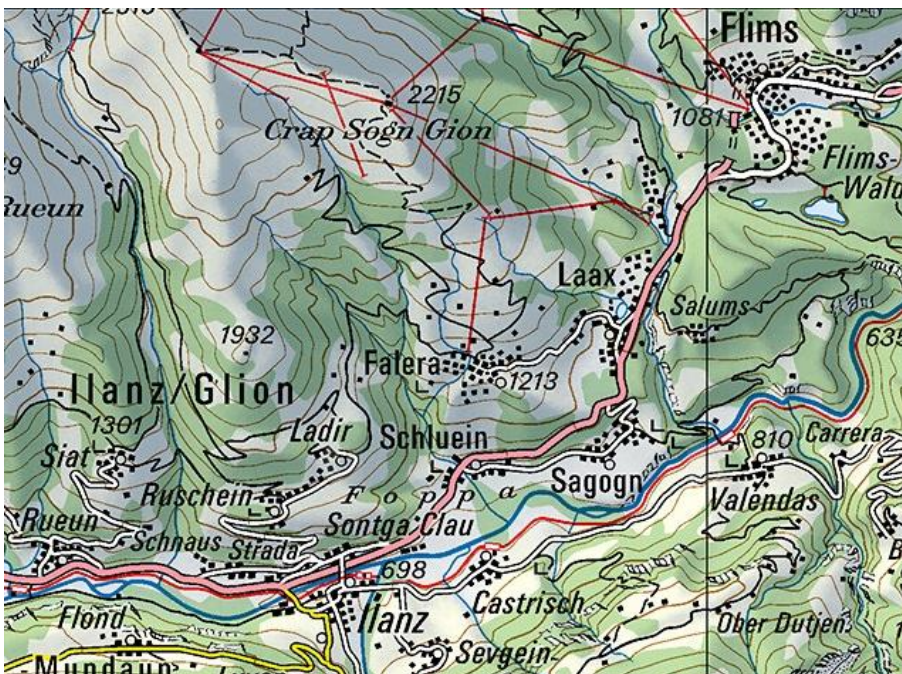 Flims
2215
Crap Sogn Gion
1081
Flims-
Rueun
Laax
Salums
1932
635
Falera
1213
Ilanz/Glion
1301
Ladir
Siat
Schluein
810
Carrera
Sagogn
Ruschein
Foppa
Valendas
Rueun
Sontga Clau
Schnaus
Strada
698
Castrisch
Flond
Ilanz
Ober Dutjen
Sevgein